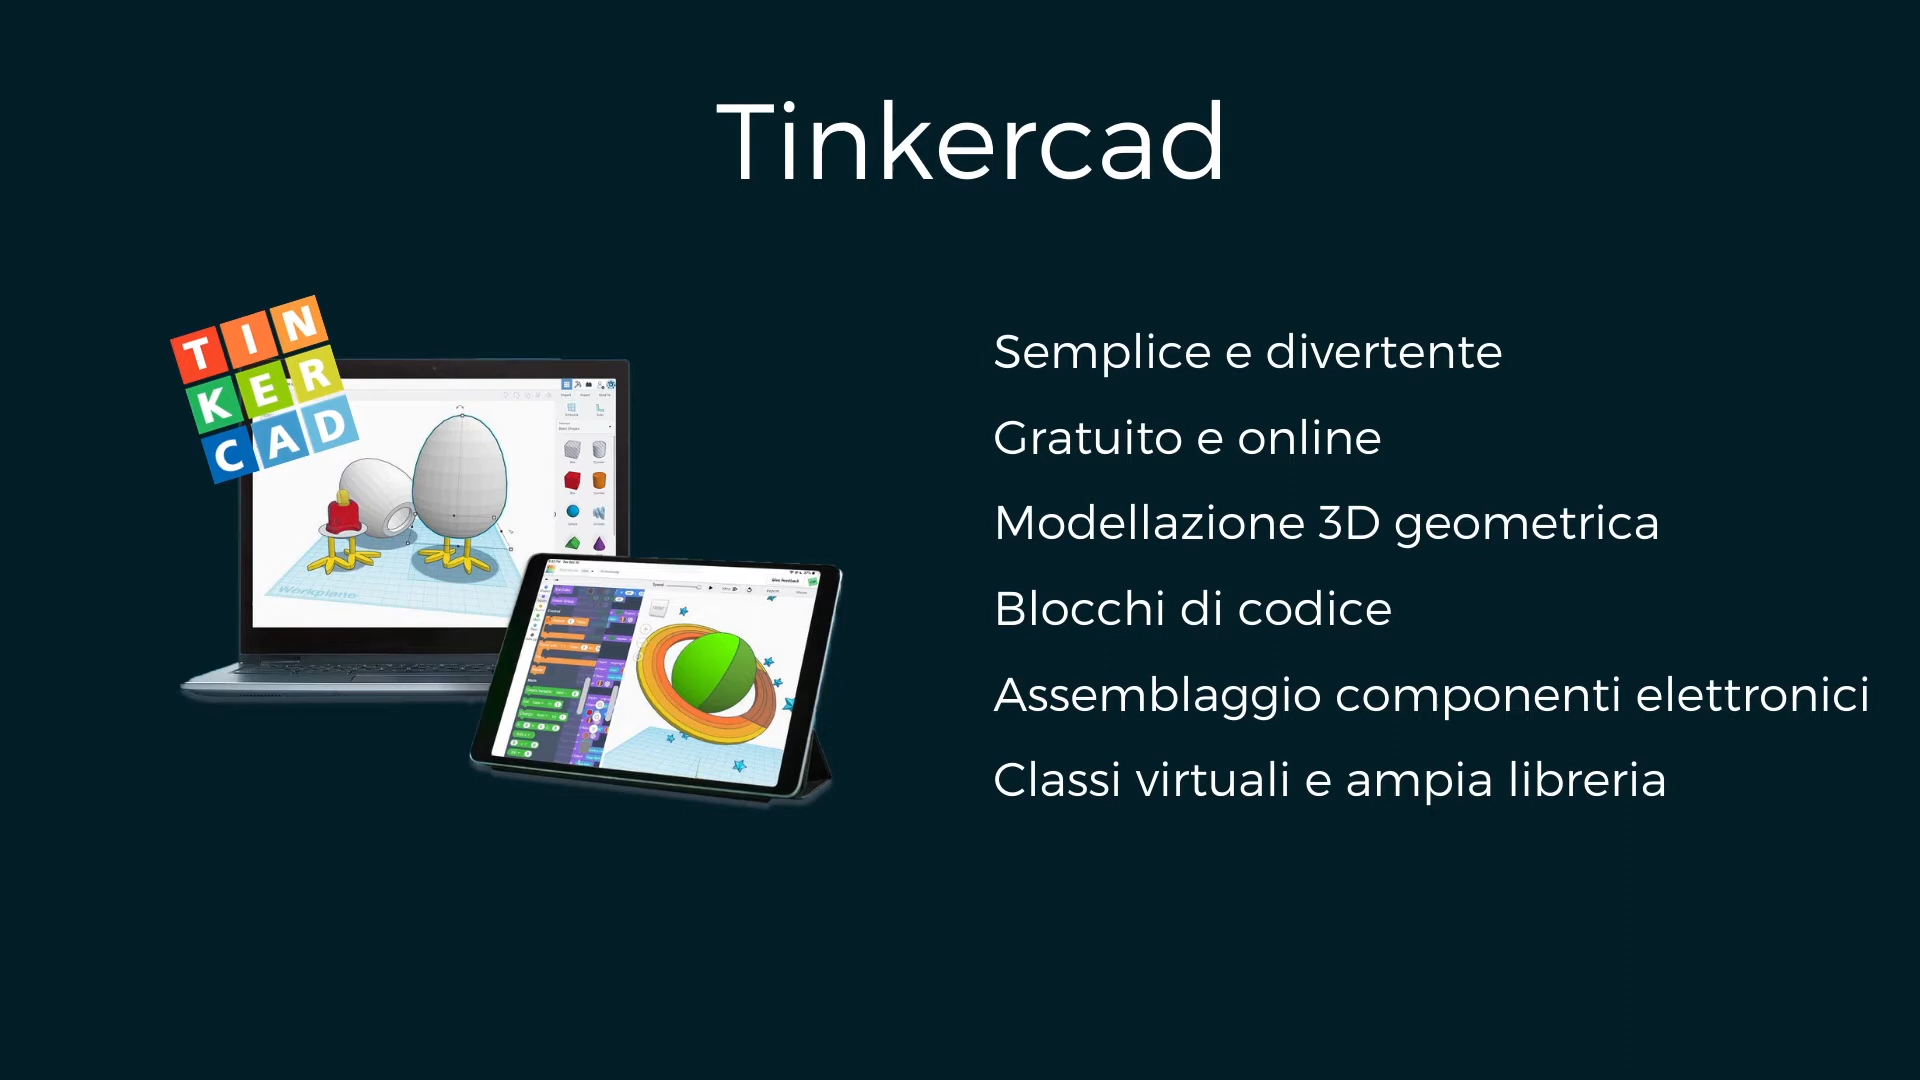 Tinkercad
TIN
KER
CAD
Workplane
Semplice e divertente
Gratuito e online
Modellazione 3D geometrica
Blocchi di codice
Assemblaggio componenti elettronici
Classi virtuali e ampia libreria